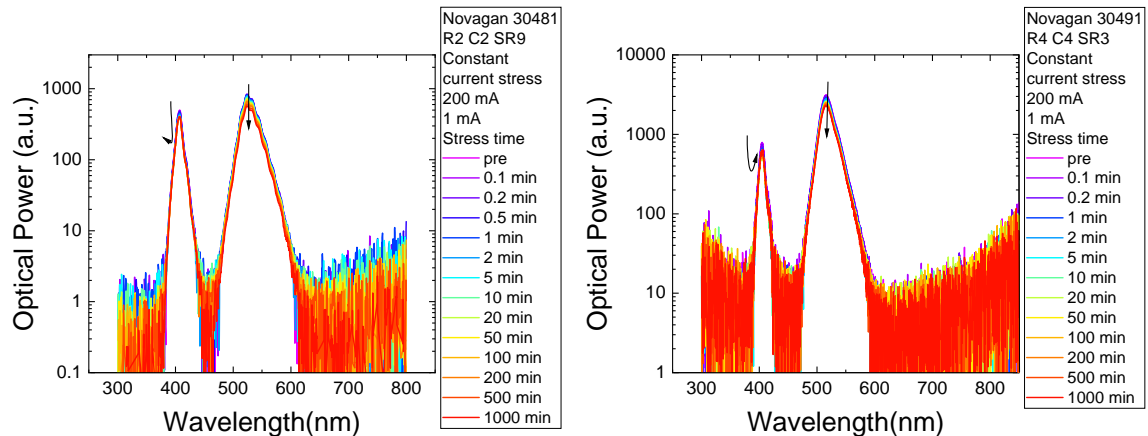 Optical Power (a.u.)
1000
100
10
1
0.1
300 400 500 600 700 800
Wavelength(nm)
Novagan 30481
R2 C2 SR9
Constant
current stress
200 mA
1 mA
Stress time
pre
0.1 min
0.2 min
0.5 min
1 min
2 min
5 min
10 min
20 min
50 min
100 min
200 min
500 min
1000 min
Optical Power (a.u.)
10000
1000
100
10
1
300 400 500 600 700 800
Wavelength(nm)
Novagan 30491
R4 C4 SR3
Constant
current stress
200 mA
1 mA
Stress time
pre
0.1 min
0.2 min
1 min
2 min
5 min
10 min
20 min
50 min
100 min
200 min
500 min
1000 min